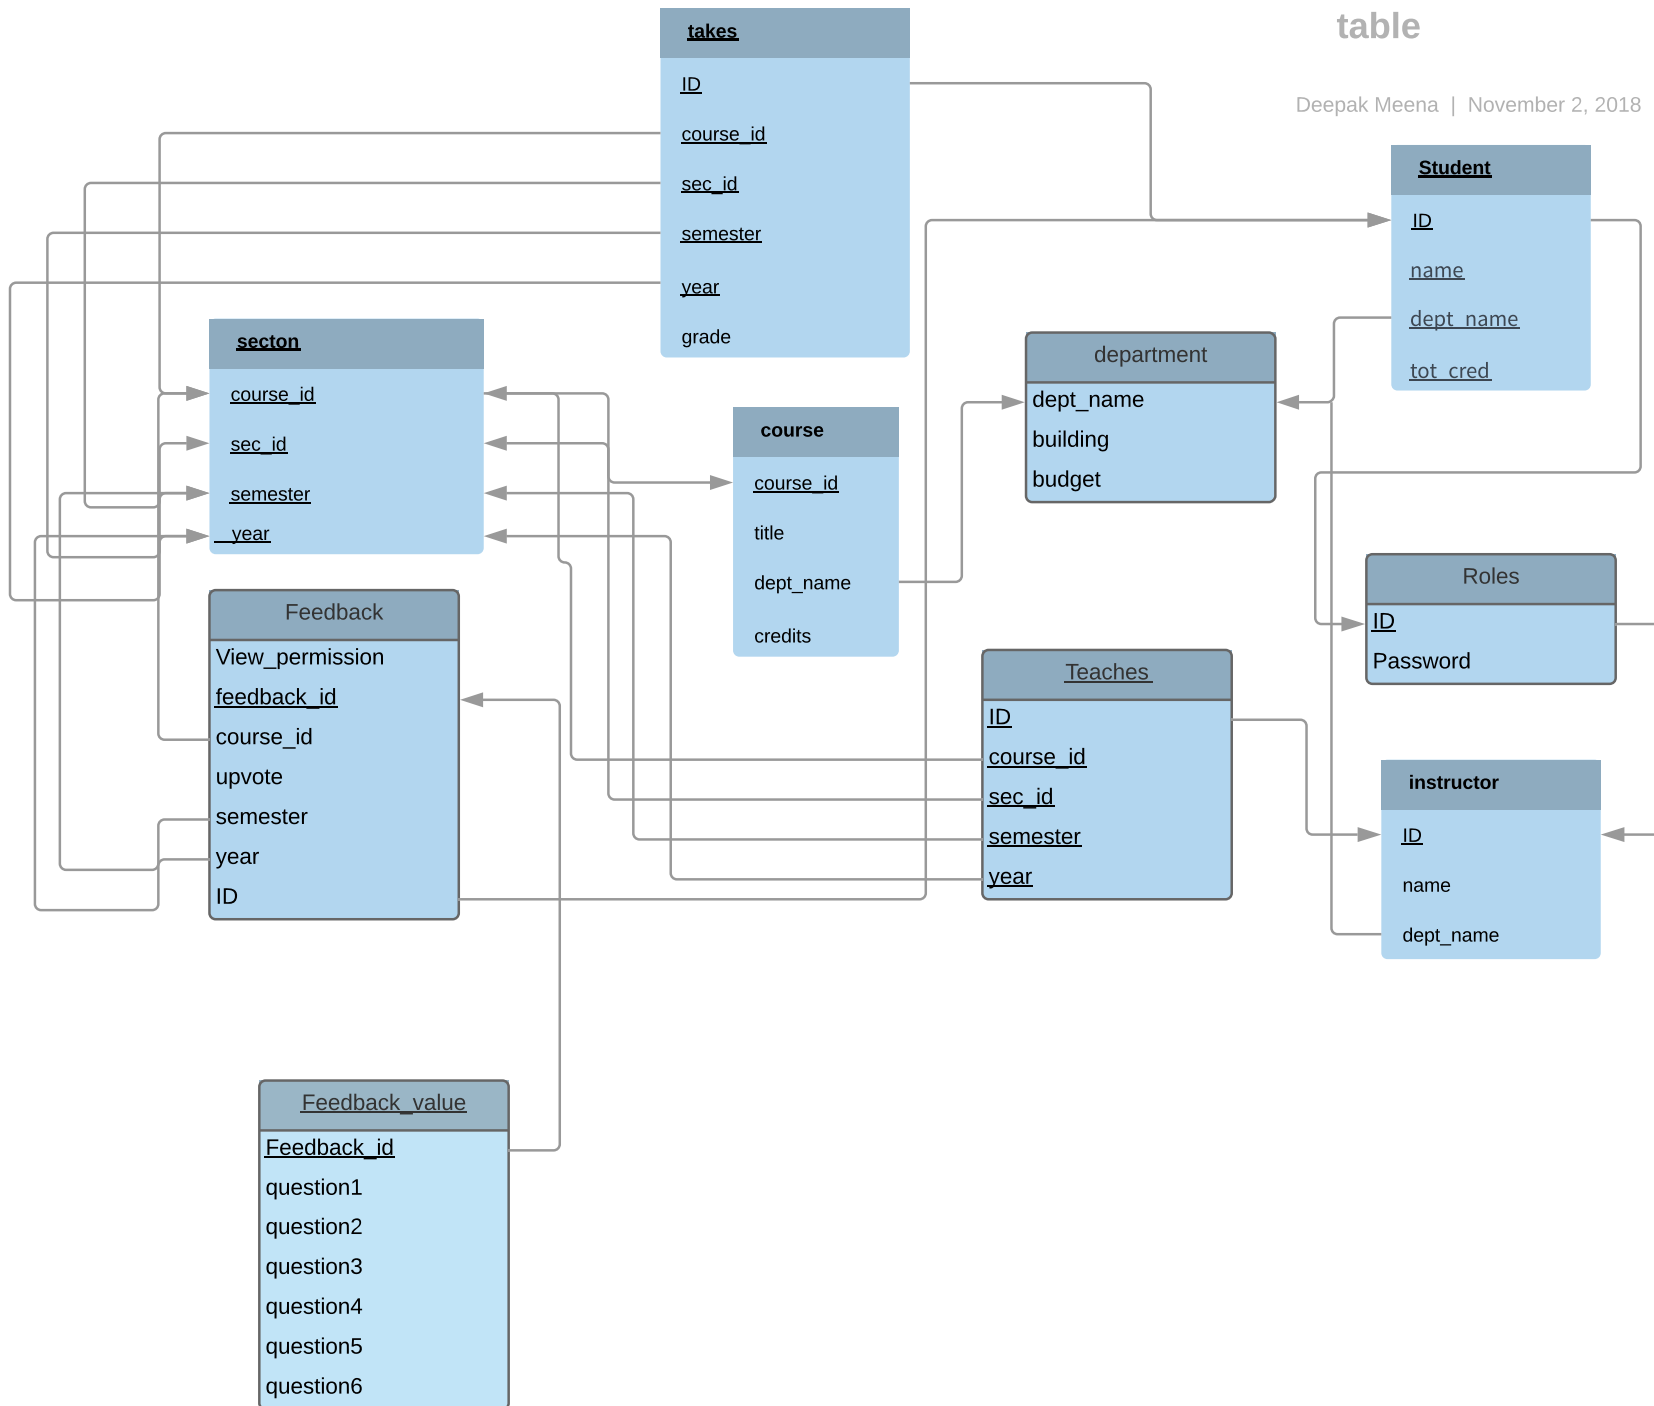 table
Deepak Meena | November 2, 2018
takes
ID
course_id
sec_id
semester
year
grade
Student
ID
name
dept_name
tot_cred
secton
course_id
sec_id
semester
year
department
dept_name
building
budget
course
course_id
title
dept_name
credits
Roles
ID
Password
Feedback
View_permission
feedback_id
course_id
upvote
semester
year
ID
Teaches
ID
course_id
sec_id
semester
year
instructor
ID
name
dept_name
Feedback_value
Feedback_id
question1
question2
question3
question4
question5
question6